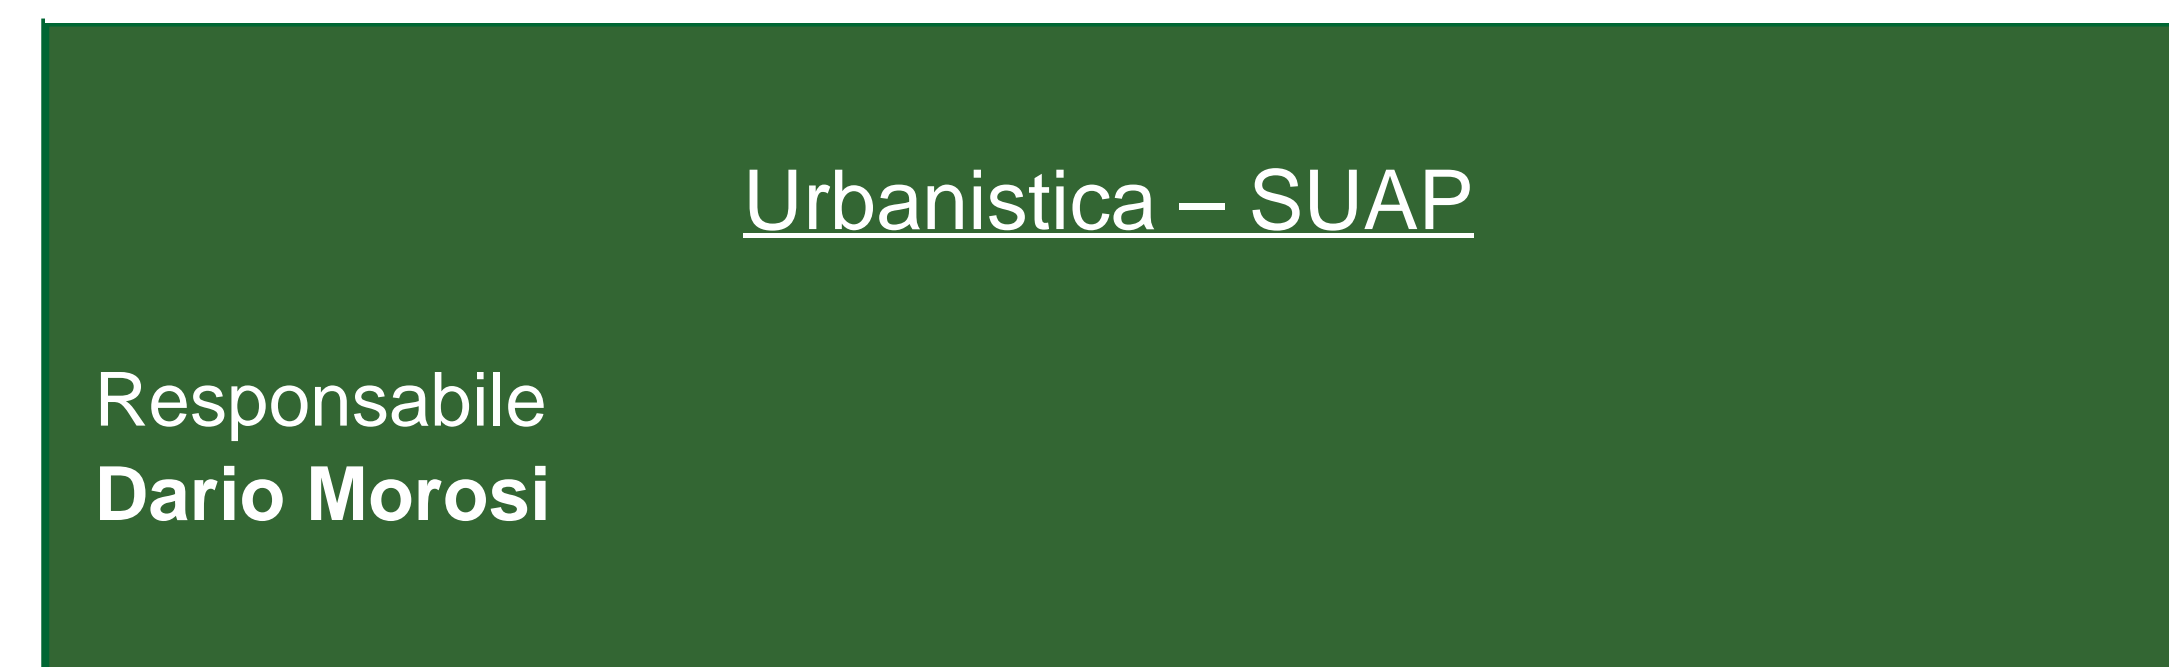 Urbanistica – SUAP
Responsabile
Dario Morosi